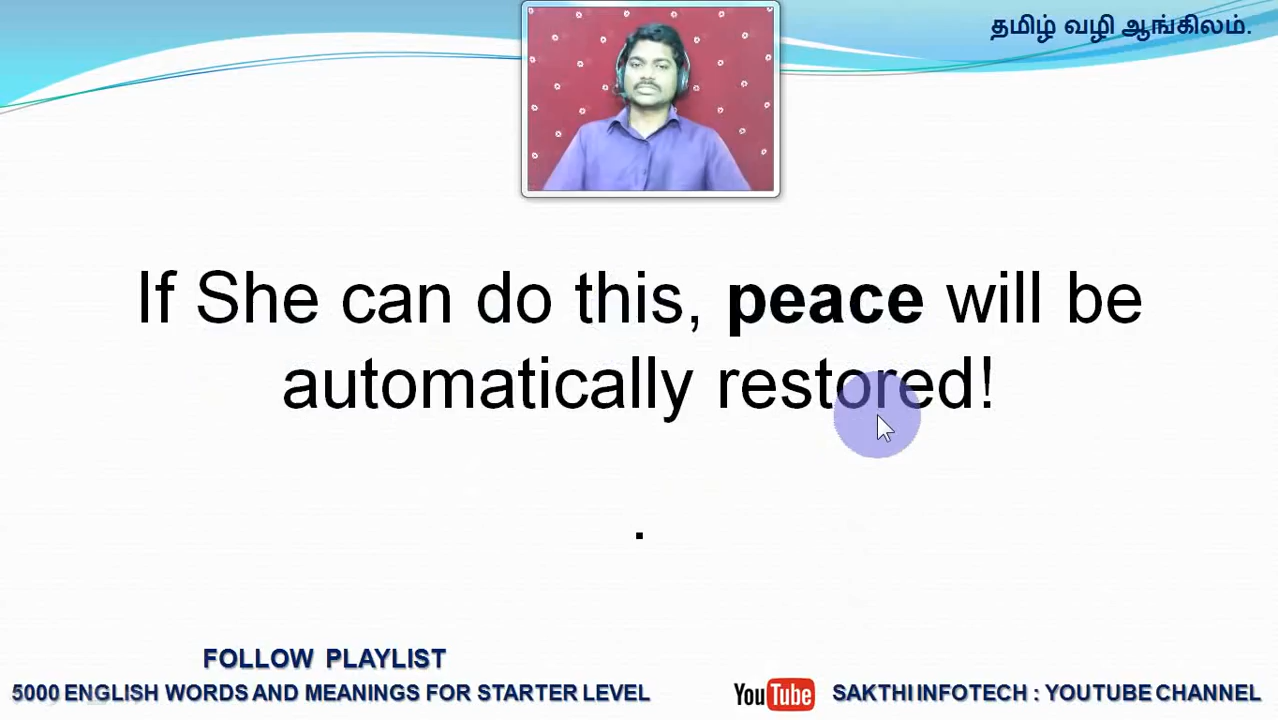 தமிழ் வழி ஆங்கிலம்.
If She can do this, peace will be
automatically restored!
.
FOLLOW PLAYLIST
5000 ENGLISH WORDS AND MEANINGS FOR STARTER LEVEL
YouTube SAKTHI INFOTECH : YOUTUBE CHANNEL